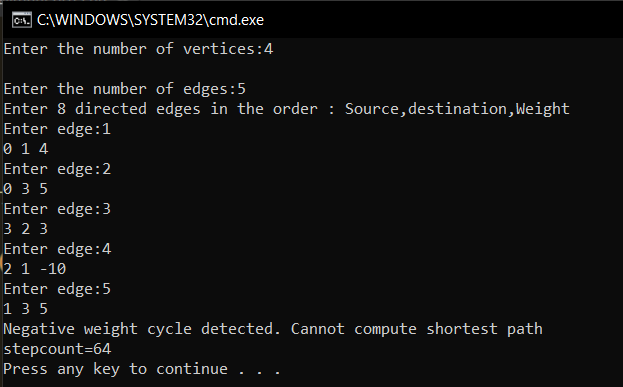 C:\WINDOWS\SYSTEM32\cmd.exe
Enter the number of vertices:4
Enter the number of edges:5
Enter 8 directed edges in the order : Source,destination,Weight
Enter edge:1
0 1 4
Enter edge:2
0 3 5
Enter edge:3
3 2 3
Enter edge:4
2 1 -10
Enter edge:5
1 3 5
Negative weight cycle detected. Cannot compute shortest path
stepcount=64
Press any key to continue . . .